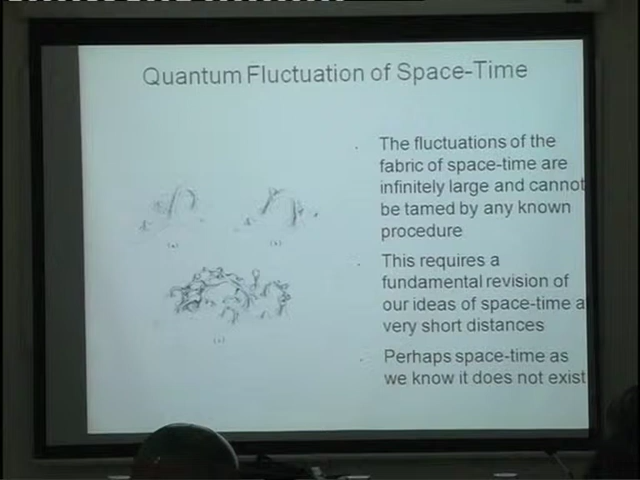 Quantum Fluctuation of Space-Time
The fluctuations of the
fabric of space-time are
infinitely large and cannot
be tamed by any known
procedure
This requires a
fundamental revision of
our ideas of space-time a
very short distances
Perhaps space-time as
we know it does not exist
(a)
(b)
(c)